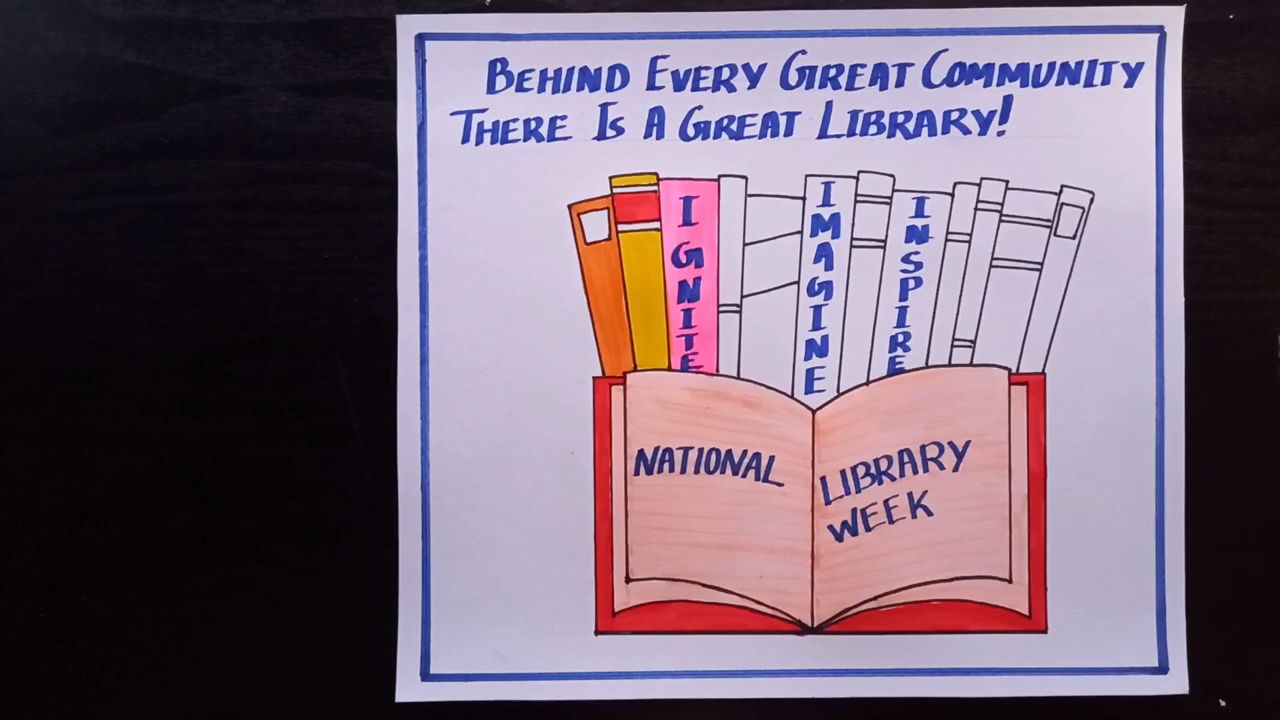 BEHIND EVERY GREAT COMMUNITY
THERE IS A GREAT LIBRARY!
IGNITE
IMAGINE
INSPIRE
NATIONAL
LIBRARY
WEEK